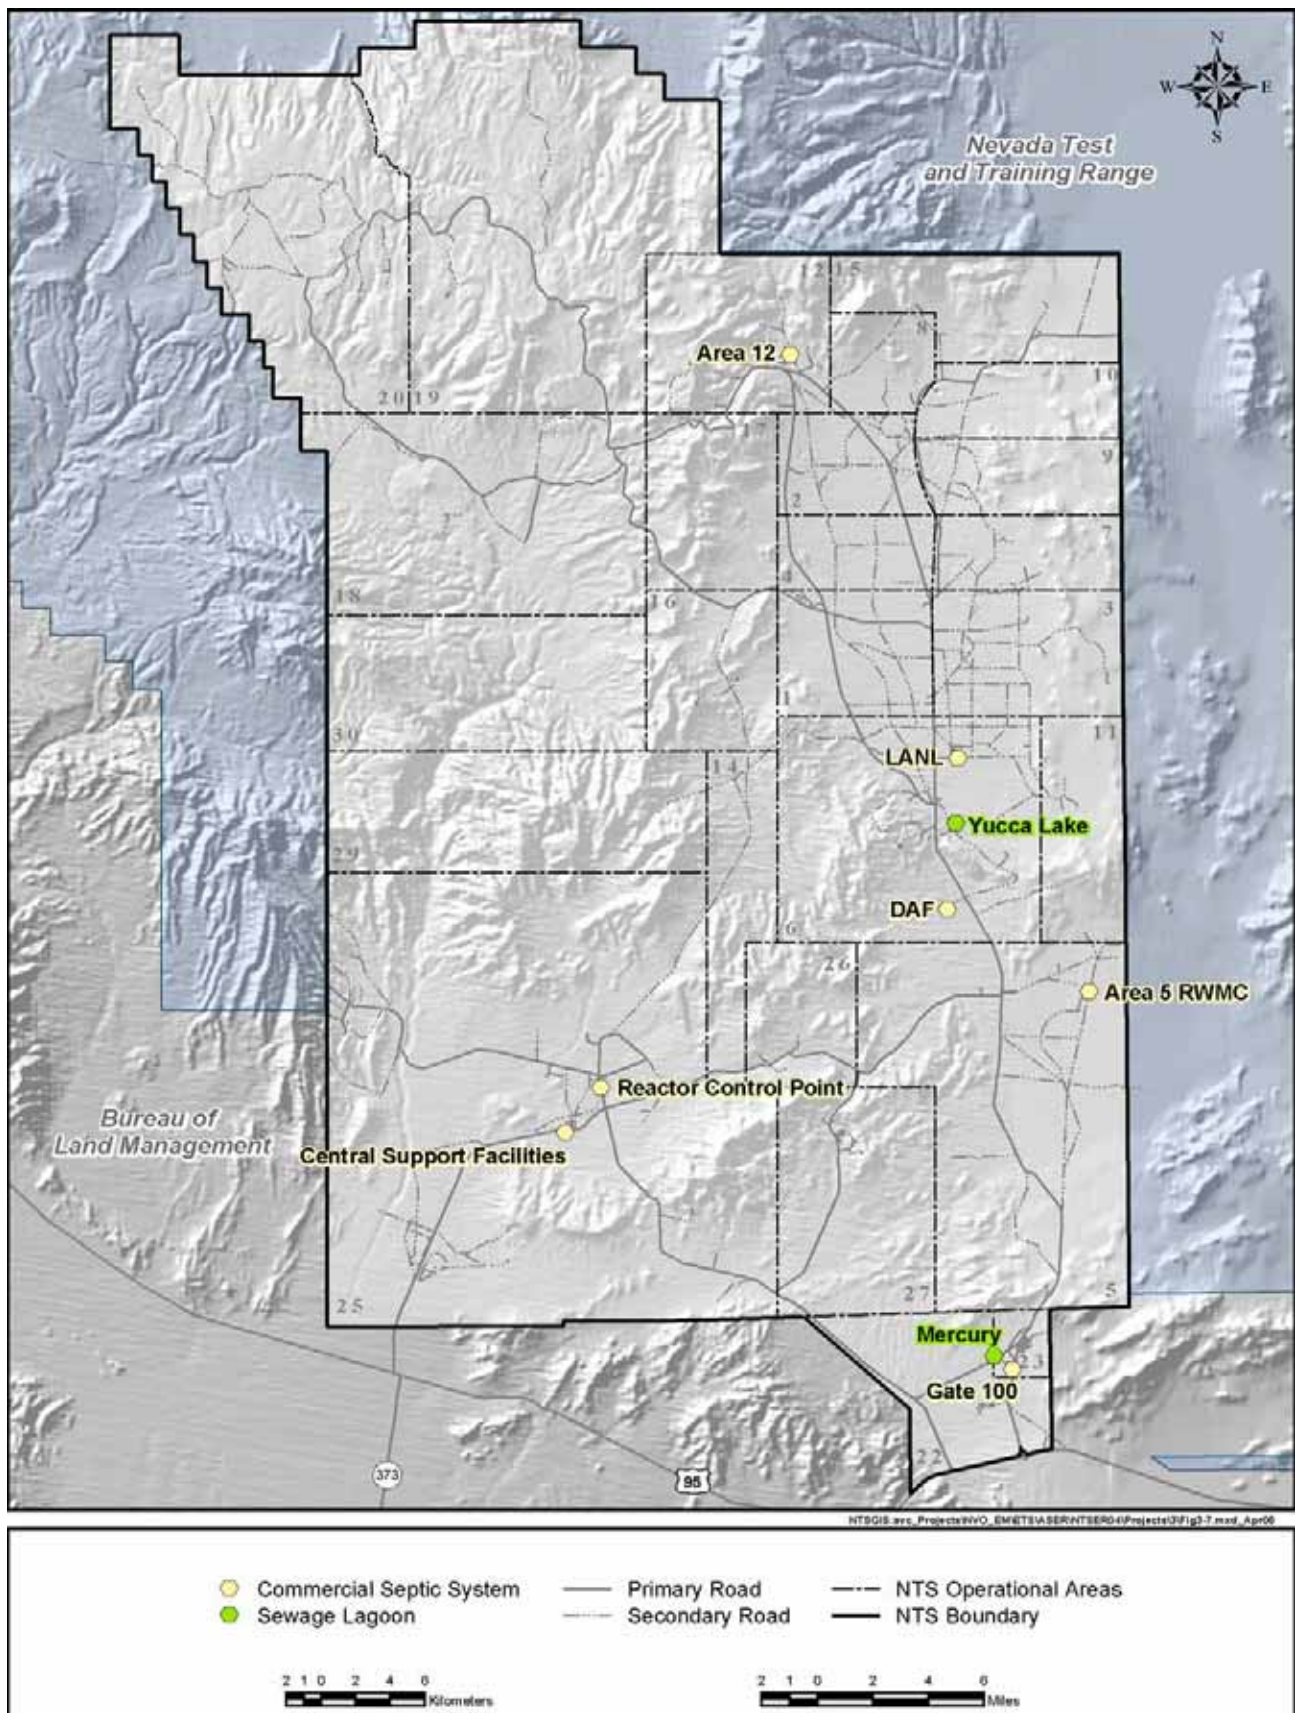 N
W E
S
Nevada Test
and Training Range
12 15
8
Area 12
10
20 19
17
9
2
7
4
18
16
3
1
30
11
14
LANL
Yucca Lake
29
DAF
6
26
Area 5 RWMC
Reactor Control Point
Bureau of
Land Management
Central Support Facilities
25
27
5
Mercury
23
Gate 100
22
373
95
Commercial Septic System
Primary Road
NTS Operational Areas
Sewage Lagoon
Secondary Road
NTS Boundary
2 1 0 2 4 6
Kilometers
2 1 0 2 4 6
Miles